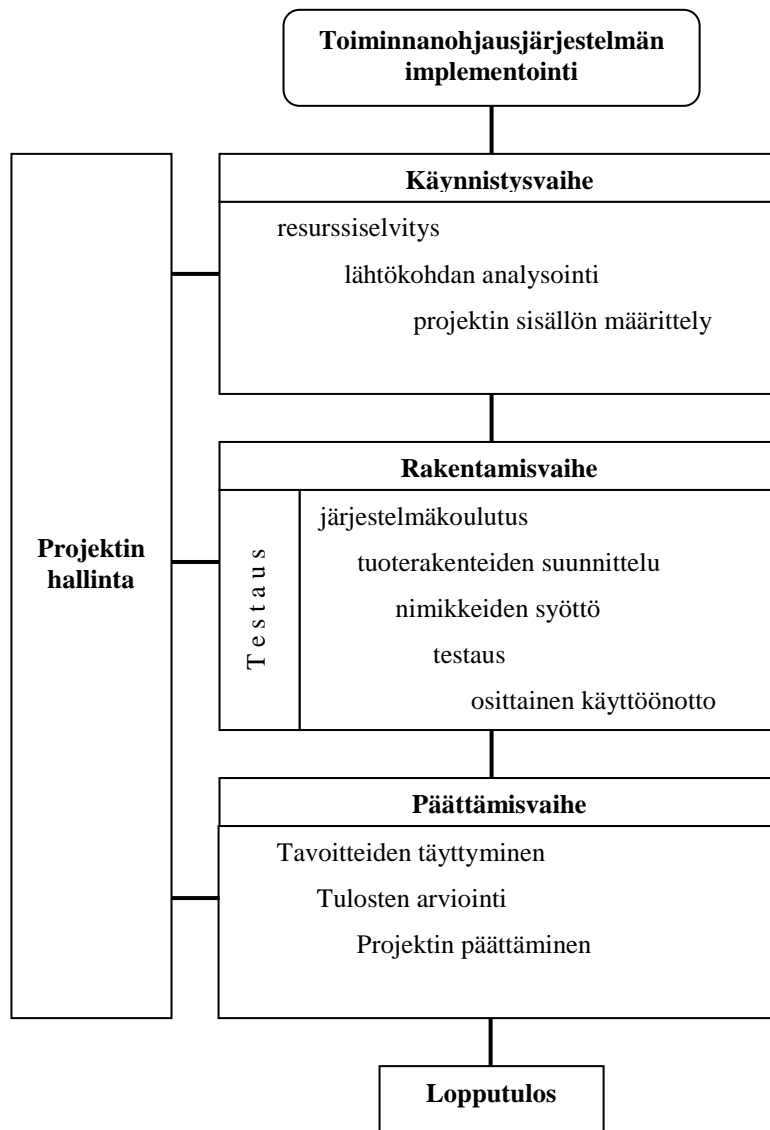 Toiminnanohjausjärjestelmän
implementointi
Käynnistysvaihe
resurssiselvitys
lähtökohdan analysointi
projektin sisällön määrittely
Projektin
hallinta
Rakentamisvaihe
Testaus
järjestelmäkoulutus
tuoterakenteiden suunnittelu
nimikkeiden syöttö
testaus
osittainen käyttöönotto
Päättämisvaihe
Tavoitteiden täyttyminen
Tulosten arviointi
Projektin päättäminen
Lopputulos